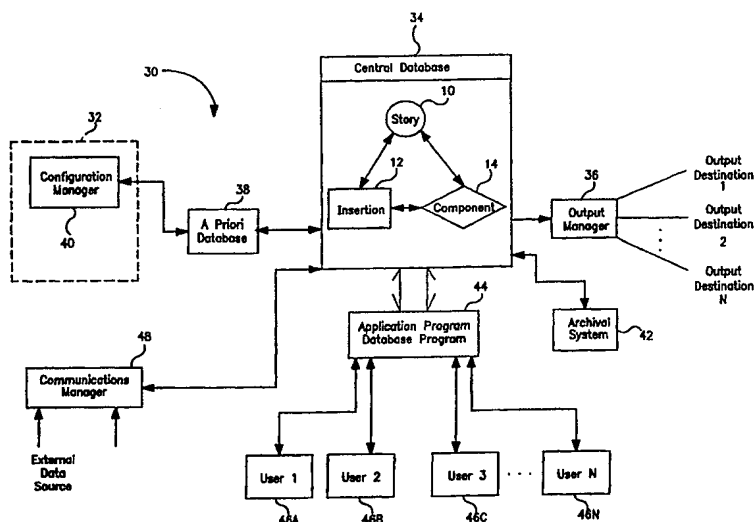 34
Central Database
30
10
Story
32
12
14
Configuration
Manager
40
38
A Priori
Database
Insertion
Component
36
Output
Manager
Output
Destination
1
Output
Destination
2
Output
Destination
N
44
Application Program
Database Program
Archival
System
42
48
Communications
Manager
External
Data
Source
User 1
User 2
User 3
User N
46A
46B
46C
46N